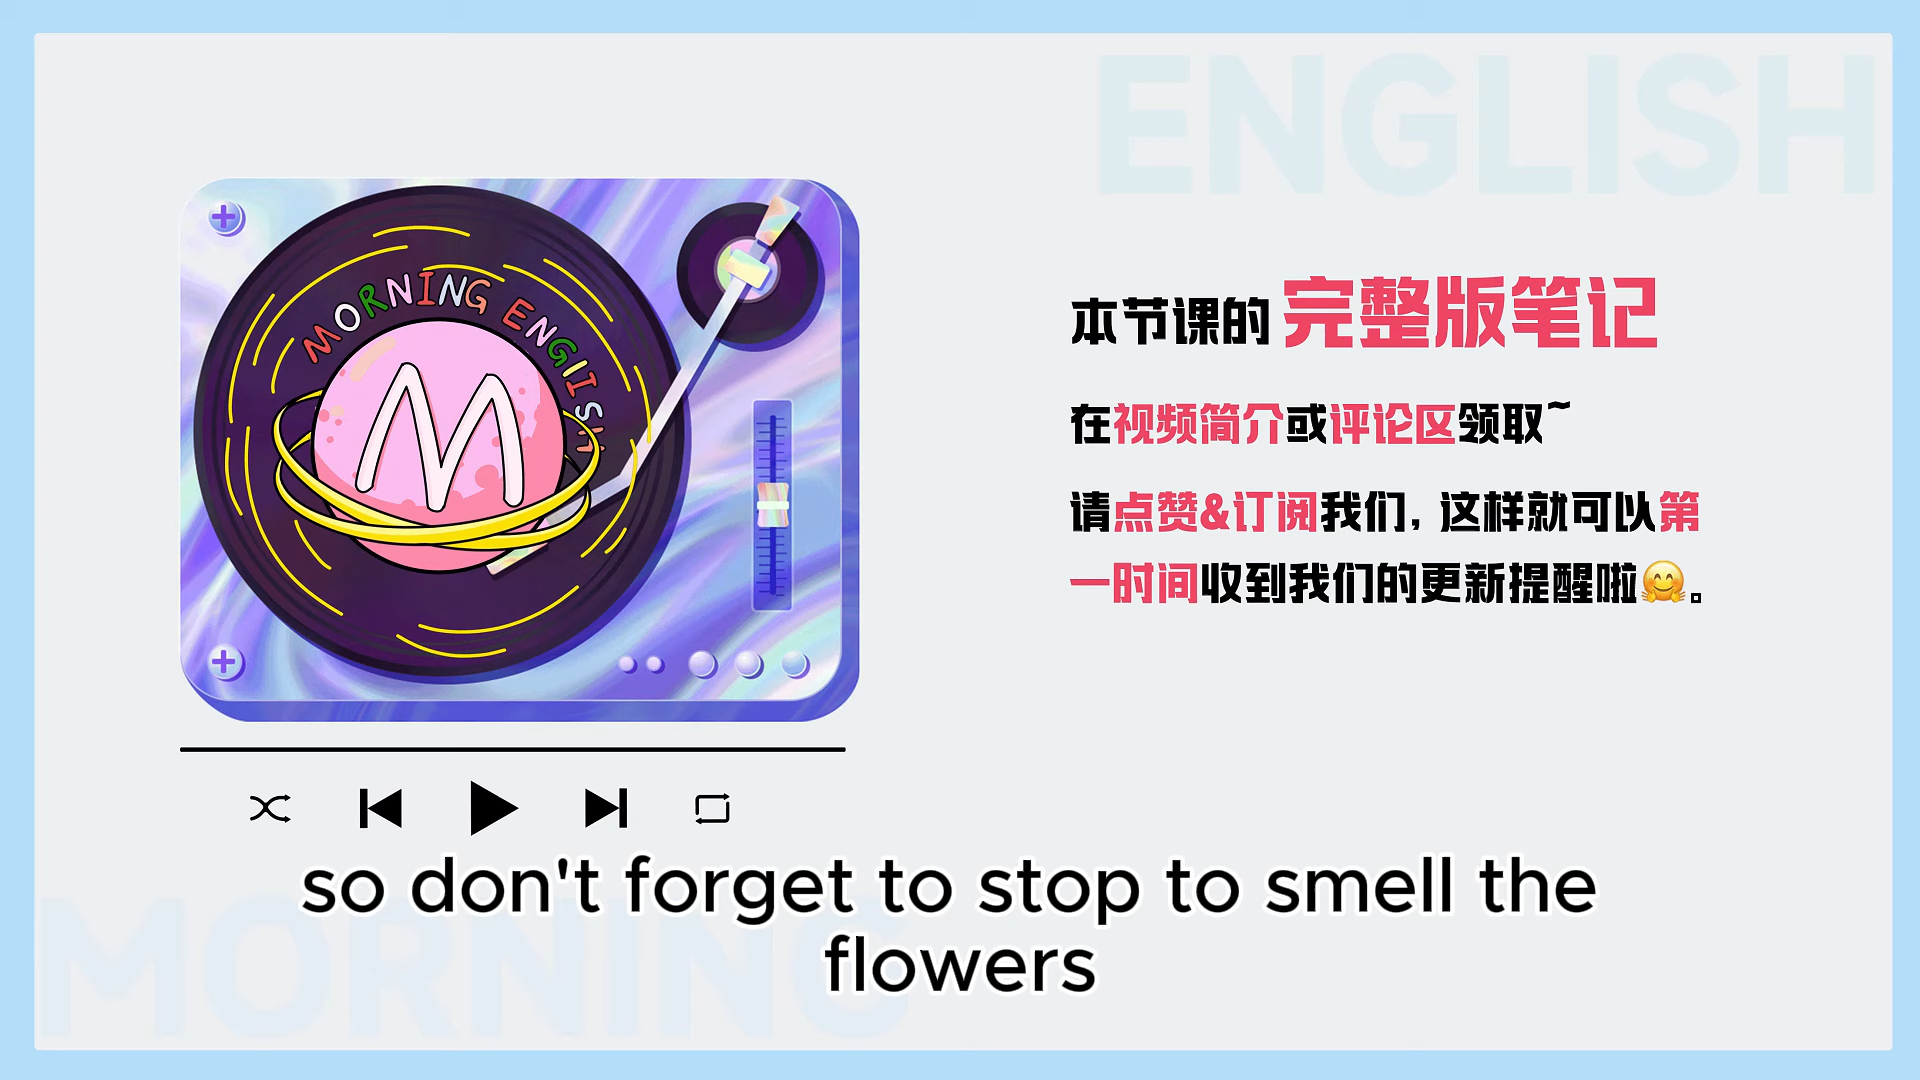 ENGLISH
MORNING ENGLISH
M
本节课的 完整版笔记
在视频简介或评论区领取~
请点赞&订阅我们，这样就可以第
一时间收到我们的更新提醒啦🤗。
so don't forget to stop to smell the
flowers
MORNING